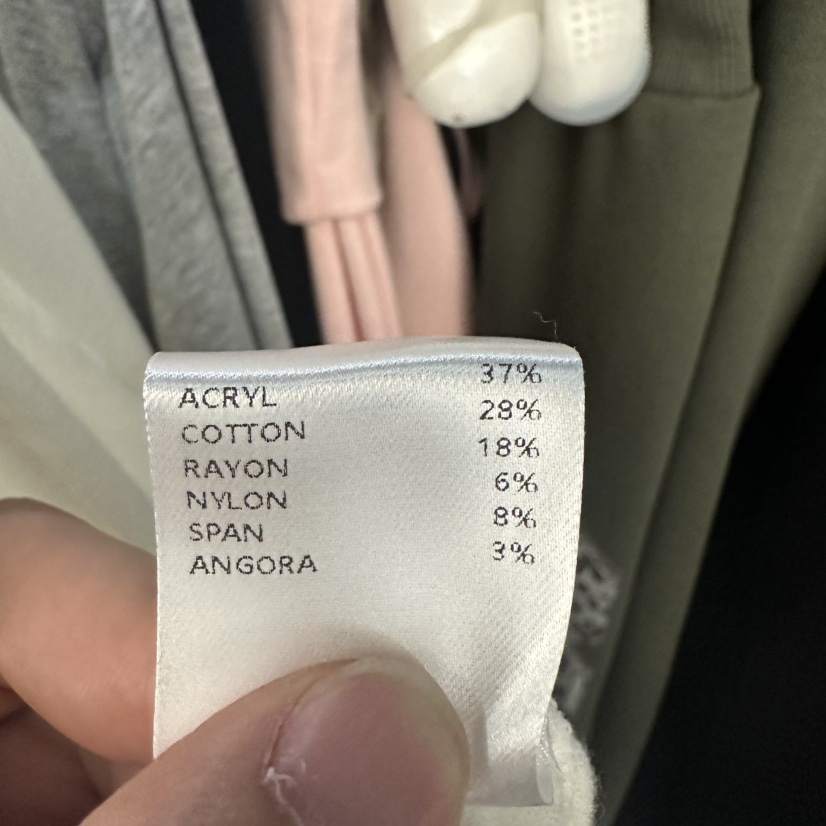 ACRYL 37%
COTTON 28%
RAYON 18%
NYLON 6%
SPAN 8%
ANGORA 3%